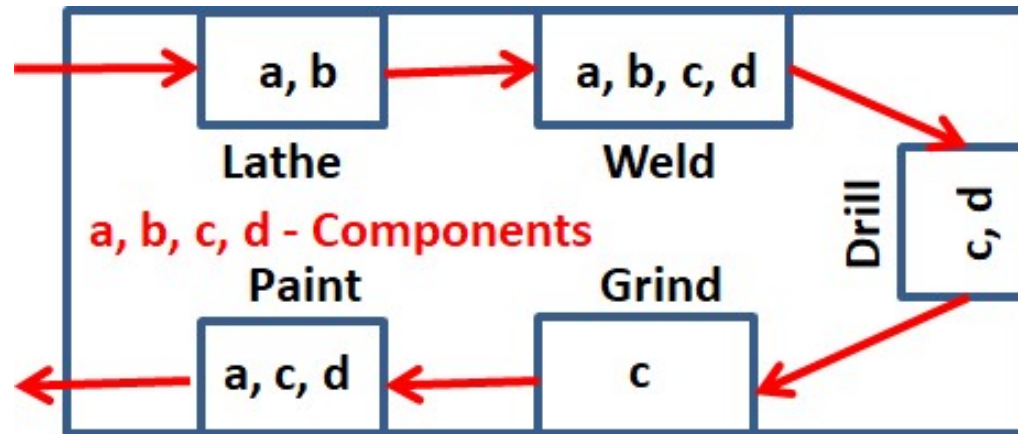 a, b
a, b, c, d
Lathe
Weld
Drill
c, d
a, b, c, d - Components
Paint
Grind
a, c, d
c